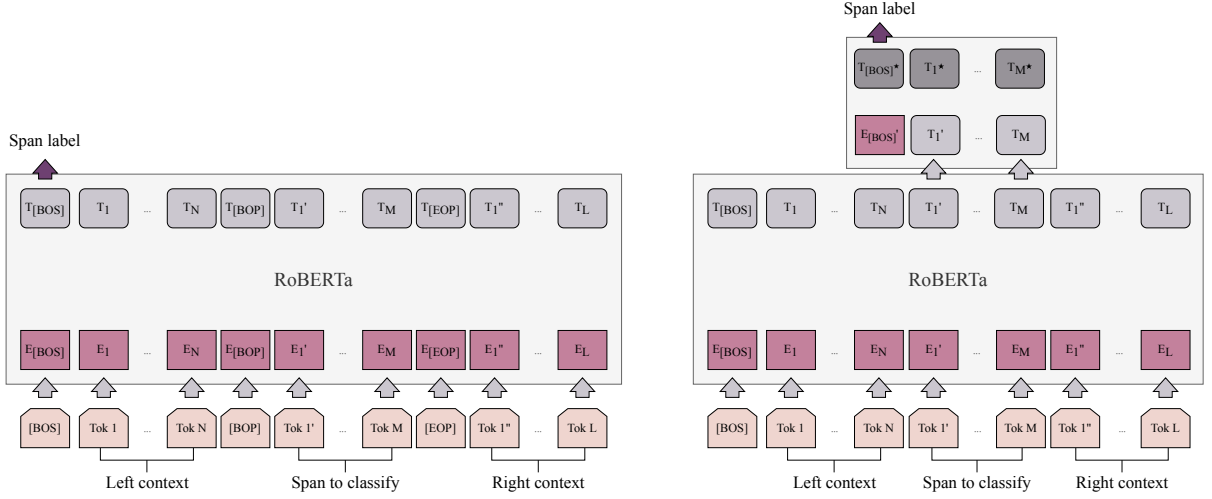 Span label
T[BOS] T1 ... TN T[BOP] T1' ... TM T[EOP] T1" ... TL
RoBERTa
E[BOS] E1 ... EN E[BOP] E1' ... EM E[EOP] E1" ... EL
[BOS] Tok 1 ... Tok N [BOP] Tok 1' ... Tok M [EOP] Tok 1" ... Tok L
Left context Span to classify Right context
Span label
T[BOS]★ T1★ ... TM★
E[BOS]' T1' ... TM
T[BOS] T1 ... TN T1' ... TM T1" ... TL
RoBERTa
E[BOS] E1 ... EN E1' ... EM E1" ... EL
[BOS] Tok 1 ... Tok N Tok 1' ... Tok M Tok 1" ... Tok L
Left context Span to classify Right context